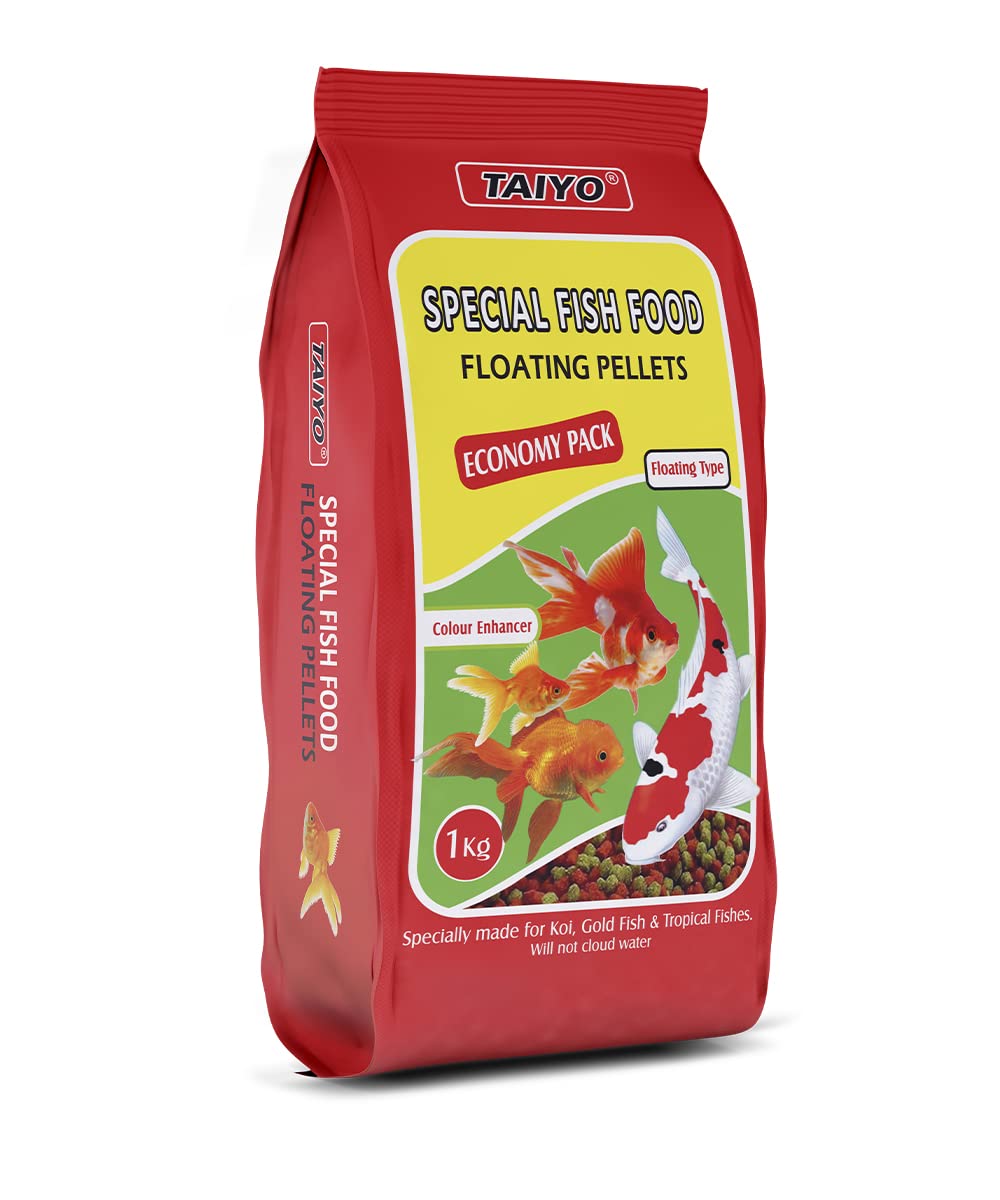 TAIYO®
SPECIAL FISH FOOD
FLOATING PELLETS
ECONOMY PACK
Floating Type
Colour Enhancer
1Kg
Specially made for Koi, Gold Fish & Tropical Fishes.
Will not cloud water
TAIYO®
SPECIAL FISH FOOD
FLOATING PELLETS